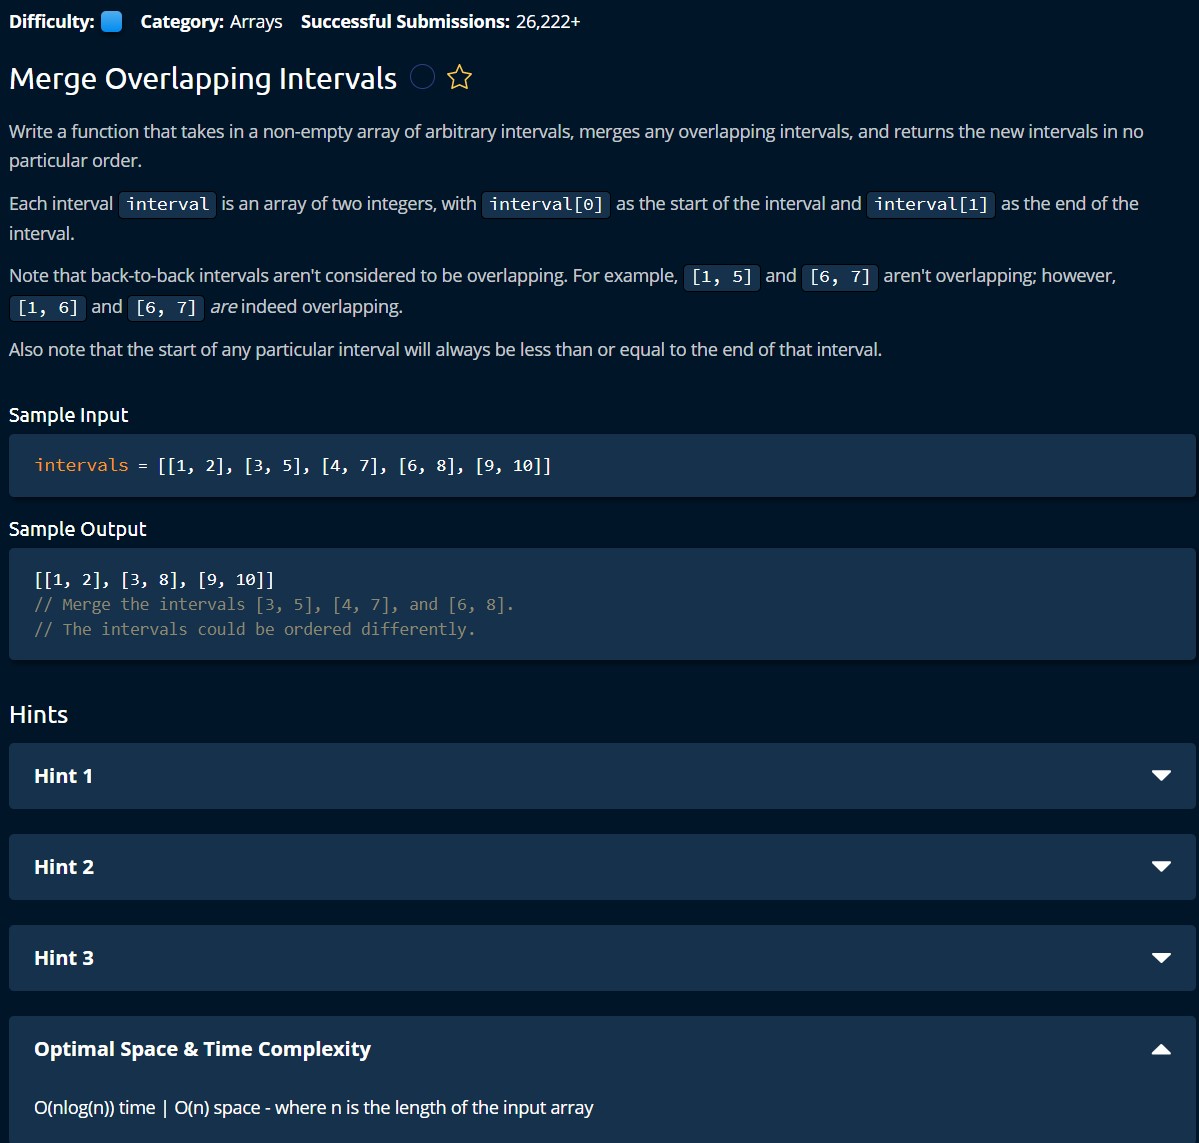 Difficulty: Category: Arrays Successful Submissions: 26,222+
Merge Overlapping Intervals
Write a function that takes in a non-empty array of arbitrary intervals, merges any overlapping intervals, and returns the new intervals in no
particular order.
Each interval interval is an array of two integers, with interval[0] as the start of the interval and interval[1] as the end of the
interval.
Note that back-to-back intervals aren't considered to be overlapping. For example, [1, 5] and [6, 7] aren't overlapping; however,
[1, 6] and [6, 7] are indeed overlapping.
Also note that the start of any particular interval will always be less than or equal to the end of that interval.
Sample Input
intervals = [[1, 2], [3, 5], [4, 7], [6, 8], [9, 10]]
Sample Output
[[1, 2], [3, 8], [9, 10]]
// Merge the intervals [3, 5], [4, 7], and [6, 8].
// The intervals could be ordered differently.
Hints
Hint 1
Hint 2
Hint 3
Optimal Space & Time Complexity
O(nlog(n)) time | O(n) space - where n is the length of the input array